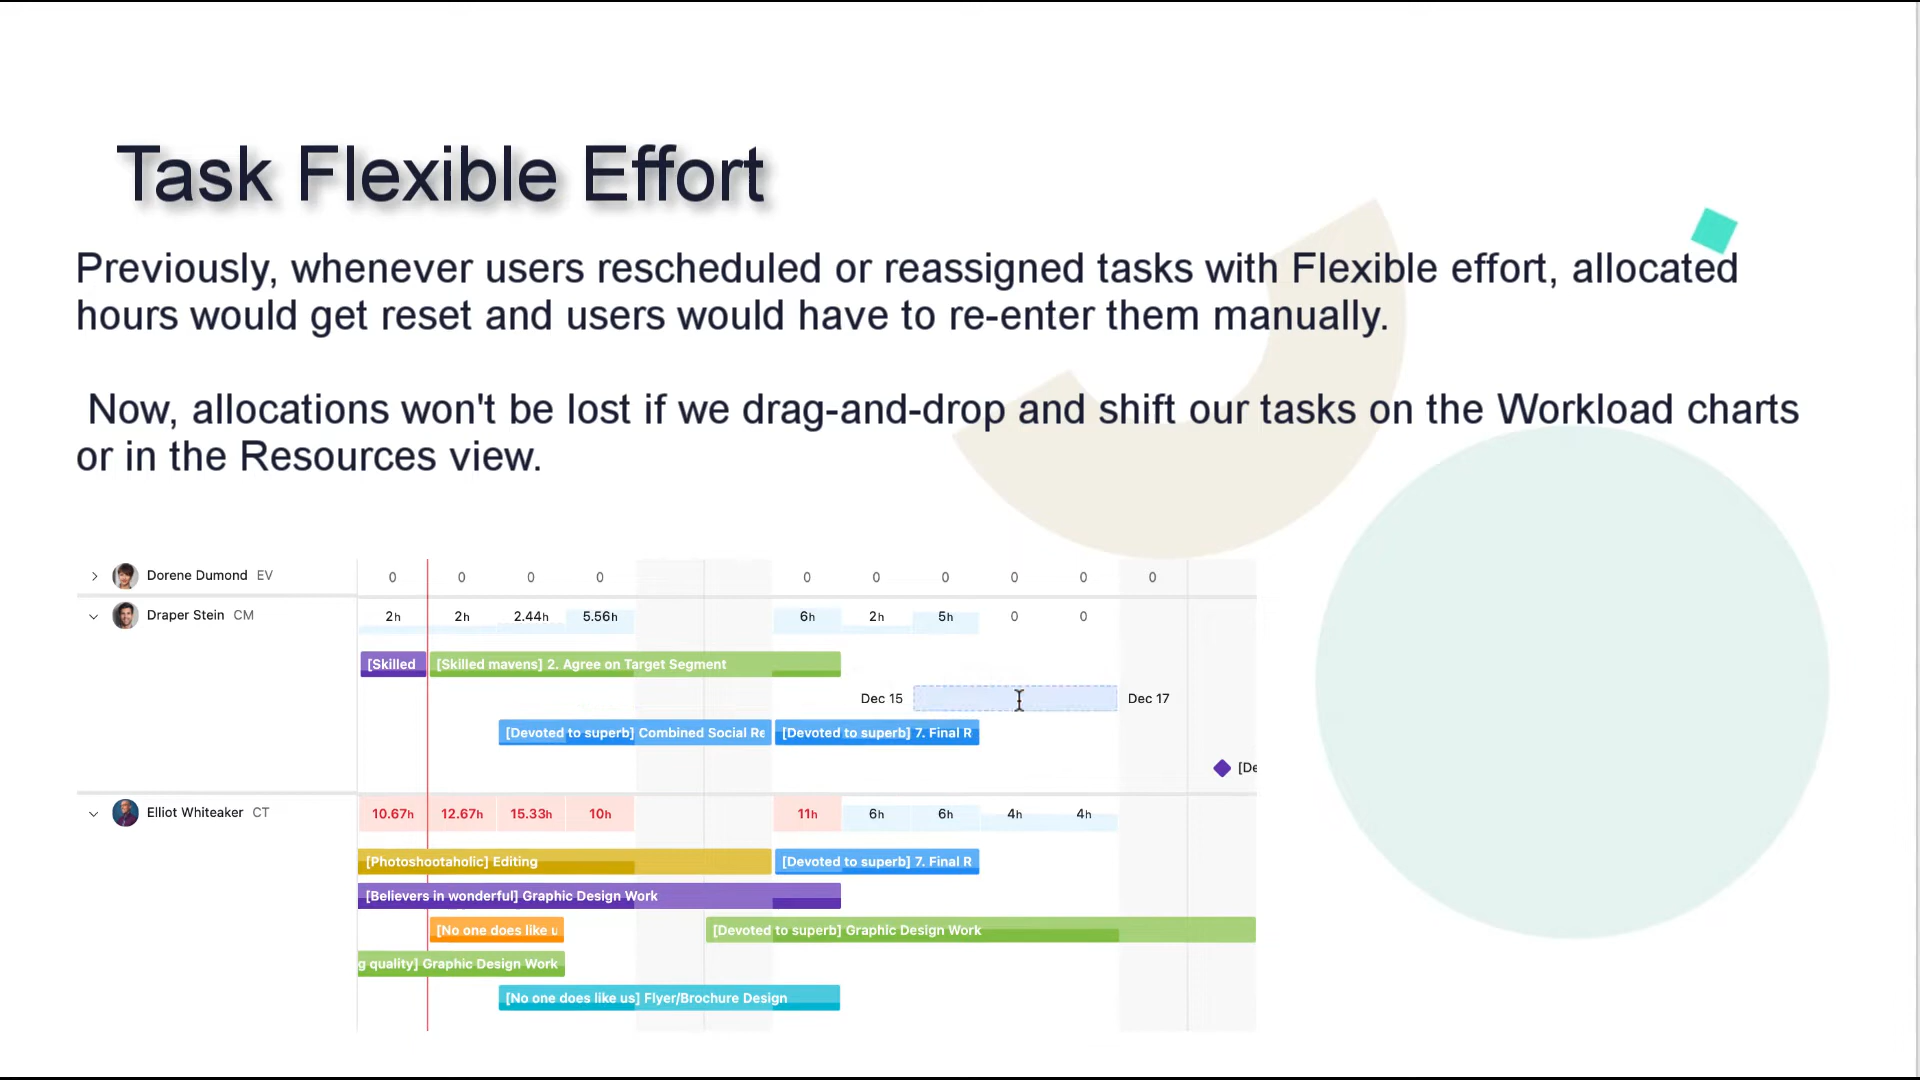 Task Flexible Effort
Previously, whenever users rescheduled or reassigned tasks with Flexible effort, allocated
hours would get reset and users would have to re-enter them manually.
Now, allocations won't be lost if we drag-and-drop and shift our tasks on the Workload charts
or in the Resources view.
Dorene Dumond EV 0 0 0 0 0 0 0 0 0 0
Draper Stein CM 2h 2h 2.44h 5.56h 6h 2h 5h 0 0
[Skilled [Skilled mavens] 2. Agree on Target Segment
Dec 15 Dec 17
[Devoted to superb] Combined Social Re [Devoted to superb] 7. Final R
[De
Elliot Whiteaker CT 10.67h 12.67h 15.33h 10h 11h 6h 6h 4h 4h
[Photoshootaholic] Editing [Devoted to superb] 7. Final R
[Believers in wonderful] Graphic Design Work
[No one does like u [Devoted to superb] Graphic Design Work
g quality] Graphic Design Work
[No one does like us] Flyer/Brochure Design